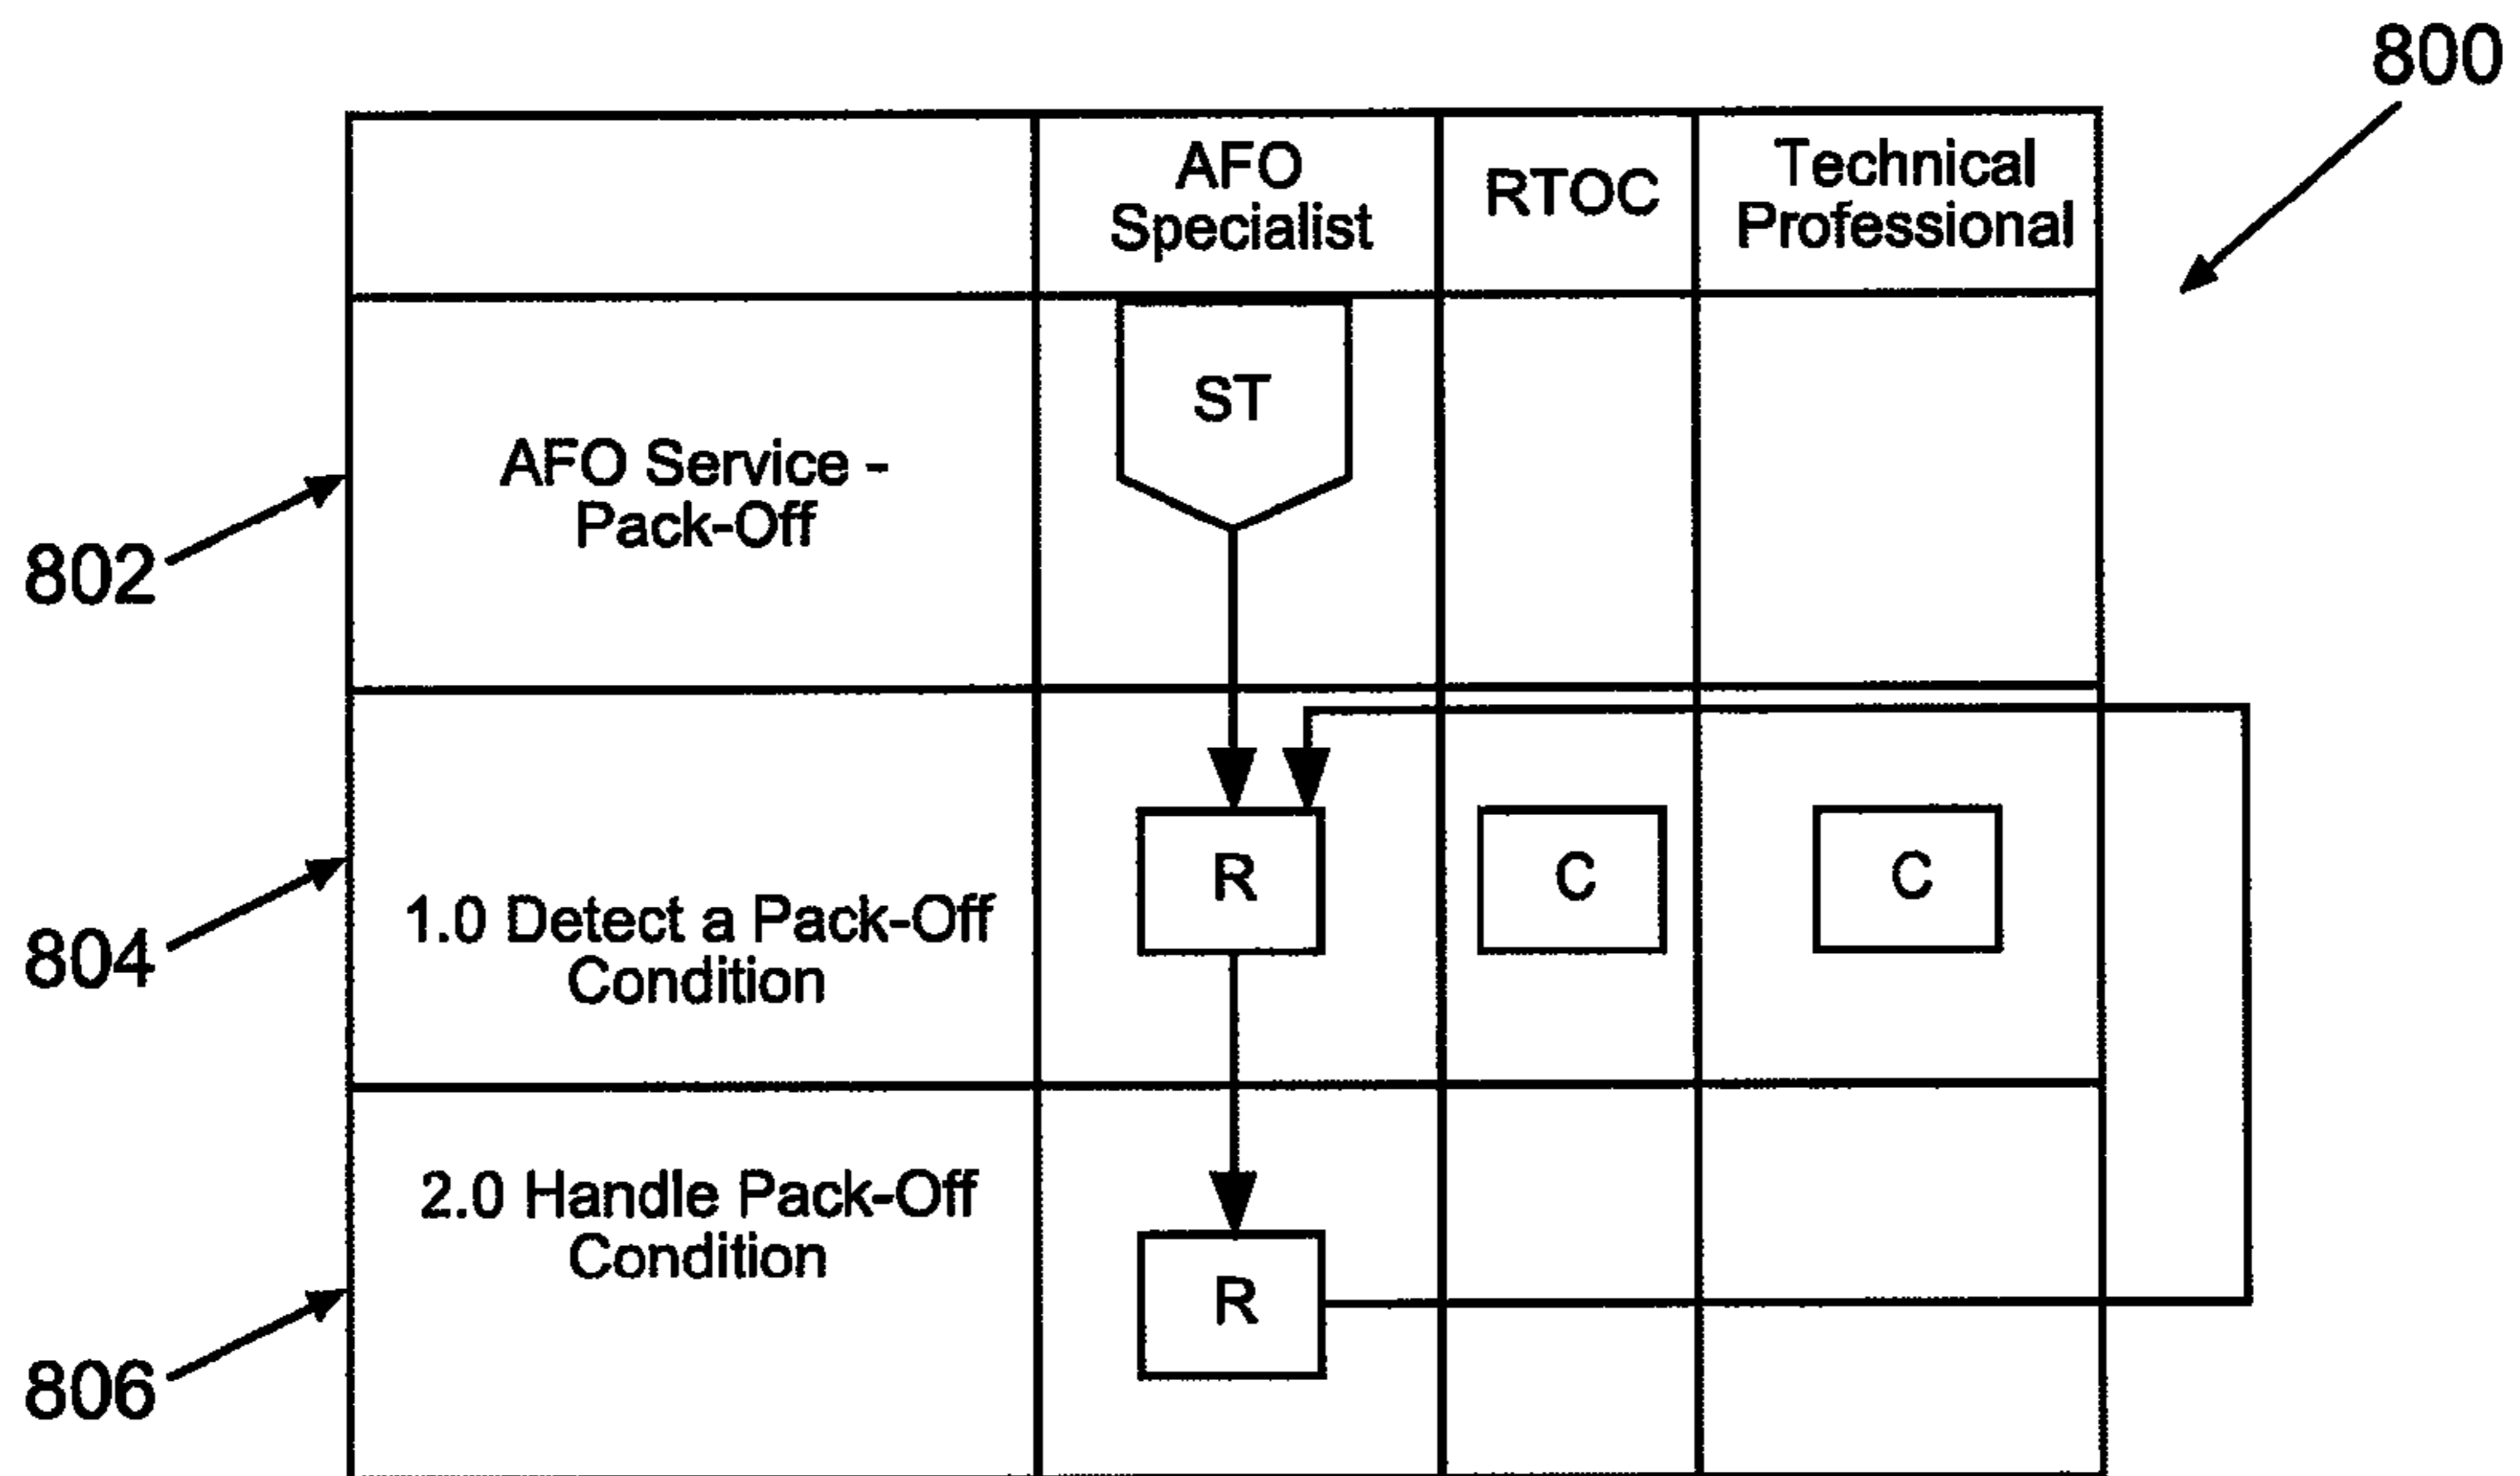 800
AFO
Specialist
RTOC
Technical
Professional
802
AFO Service -
Pack-Off
ST
804
1.0 Detect a Pack-Off
Condition
R
C
C
806
2.0 Handle Pack-Off
Condition
R